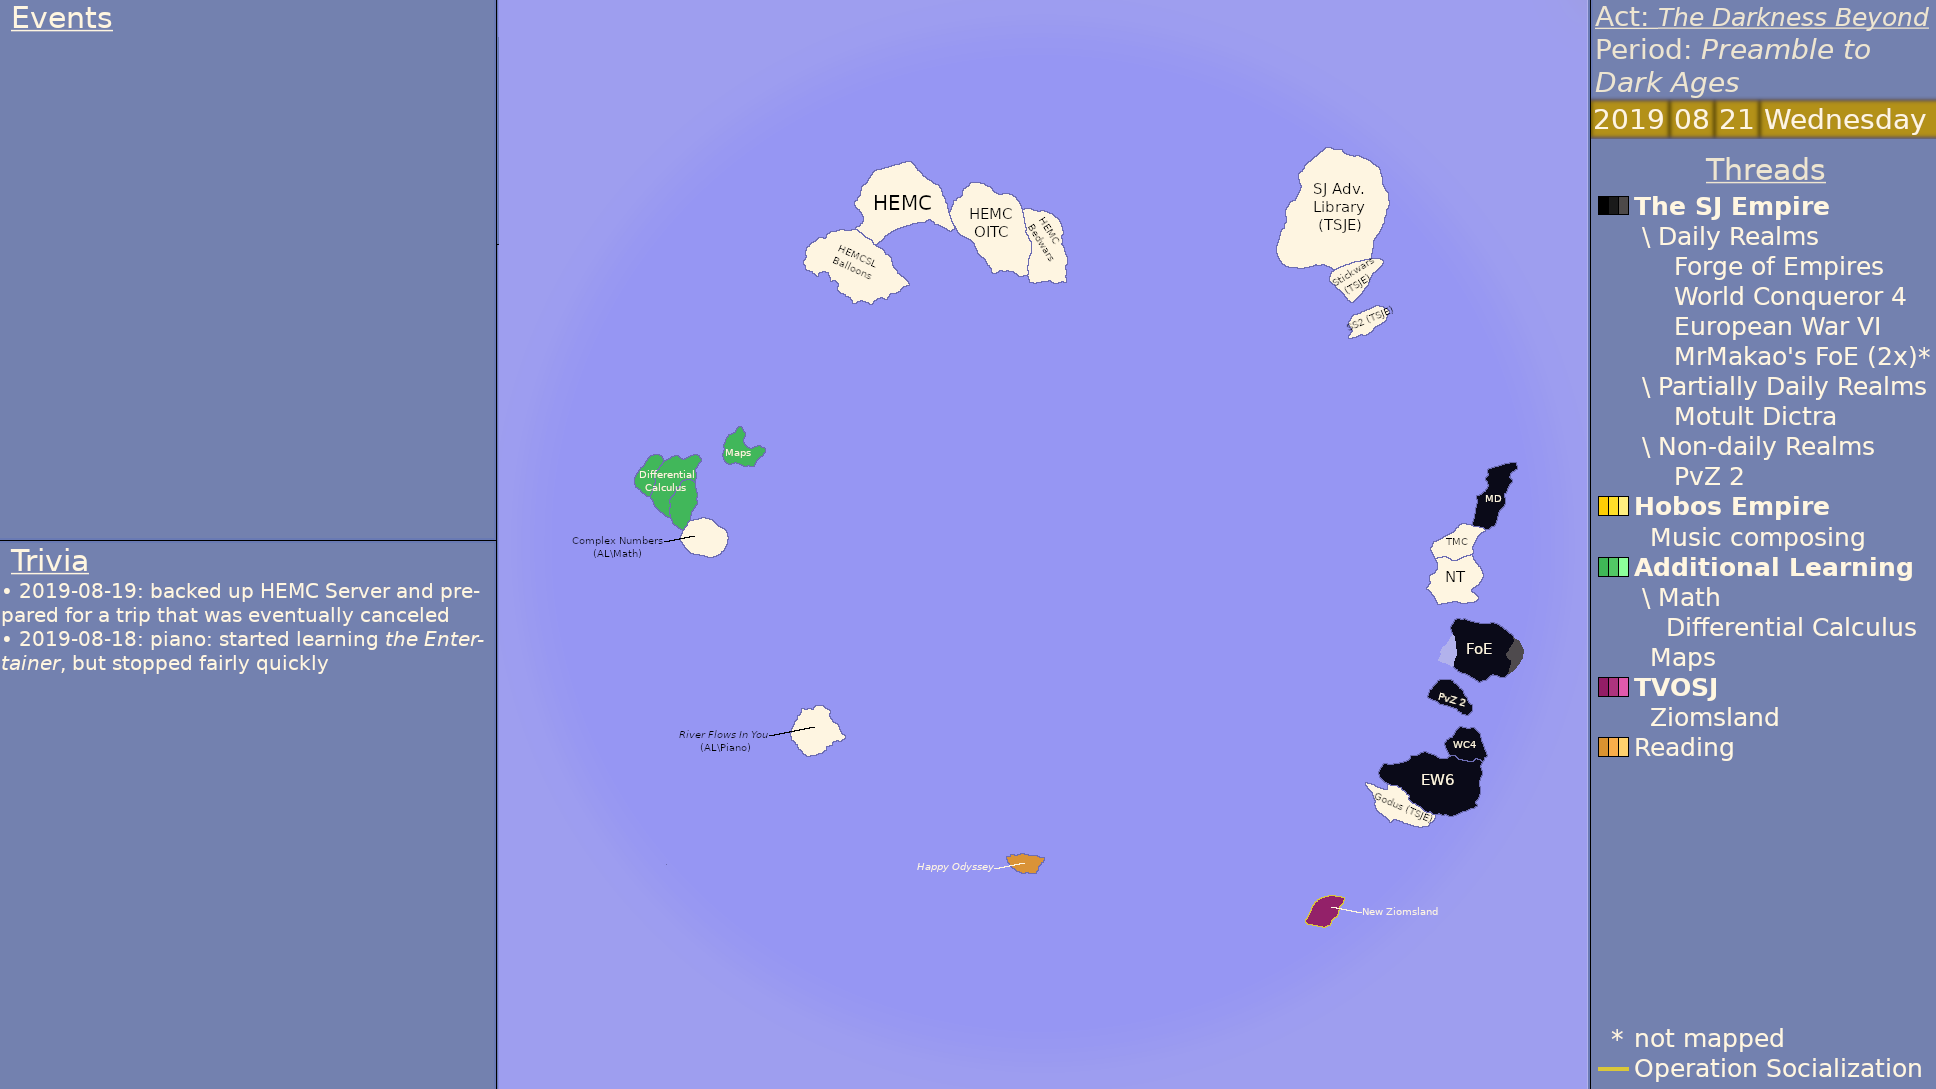 Events
Trivia
• 2019-08-19: backed up HEMC Server and pre-
pared for a trip that was eventually canceled
• 2019-08-18: piano: started learning the Enter-
tainer, but stopped fairly quickly
HEMC
HEMCSL
Balloons
HEMC
OITC
HEMC
Bedwars
SJ Adv.
Library
(TSJE)
Stickwars
(TSJE)
SS2 (TSJE)
Maps
Differential
Calculus
Complex Numbers
(AL\Math)
MD
TMC
NT
FoE
PvZ 2
WC4
EW6
Godus (TSJE)
River Flows In You
(AL\Piano)
Happy Odyssey
New Ziomsland
Act: The Darkness Beyond
Period: Preamble to
Dark Ages
2019 08 21 Wednesday
Threads
The SJ Empire
\ Daily Realms
Forge of Empires
World Conqueror 4
European War VI
MrMakao's FoE (2x)*
\ Partially Daily Realms
Motult Dictra
\ Non-daily Realms
PvZ 2
Hobos Empire
Music composing
Additional Learning
\ Math
Differential Calculus
Maps
TVOSJ
Ziomsland
Reading
* not mapped
Operation Socialization